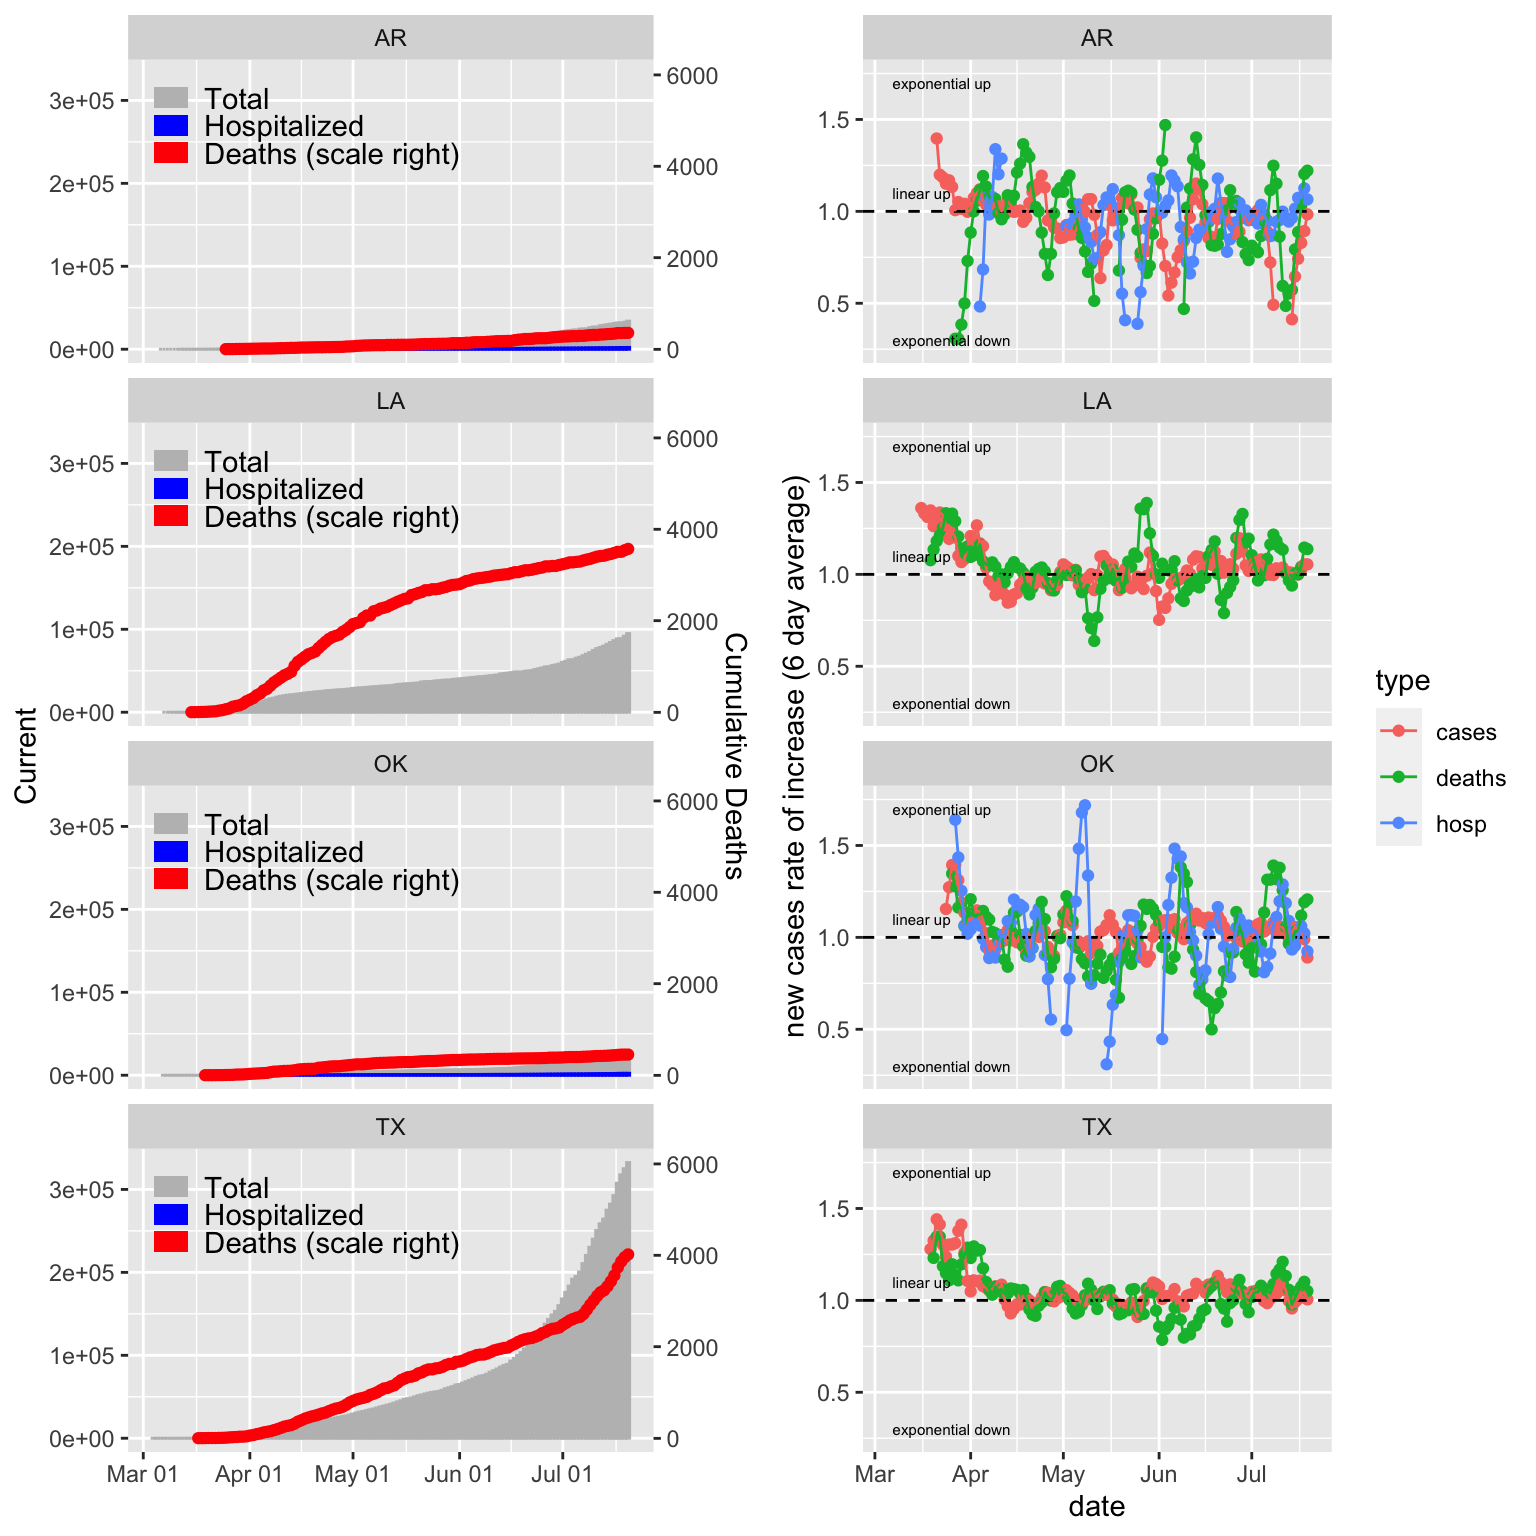 AR
3e+05
2e+05
1e+05
0e+00
Total
Hospitalized
Deaths (scale right)
6000
4000
2000
0
LA
3e+05
2e+05
1e+05
0e+00
Total
Hospitalized
Deaths (scale right)
6000
4000
2000
0
OK
3e+05
2e+05
1e+05
0e+00
Total
Hospitalized
Deaths (scale right)
6000
4000
2000
0
TX
3e+05
2e+05
1e+05
0e+00
Total
Hospitalized
Deaths (scale right)
6000
4000
2000
0
Mar 01 Apr 01 May 01 Jun 01 Jul 01
Current
Cumulative Deaths
AR
1.5
1.0
0.5
exponential up
linear up
exponential down
LA
1.5
1.0
0.5
exponential up
linear up
exponential down
OK
1.5
1.0
0.5
exponential up
linear up
exponential down
TX
1.5
1.0
0.5
exponential up
linear up
exponential down
Mar Apr May Jun Jul
date
new cases rate of increase (6 day average)
type
cases
deaths
hosp